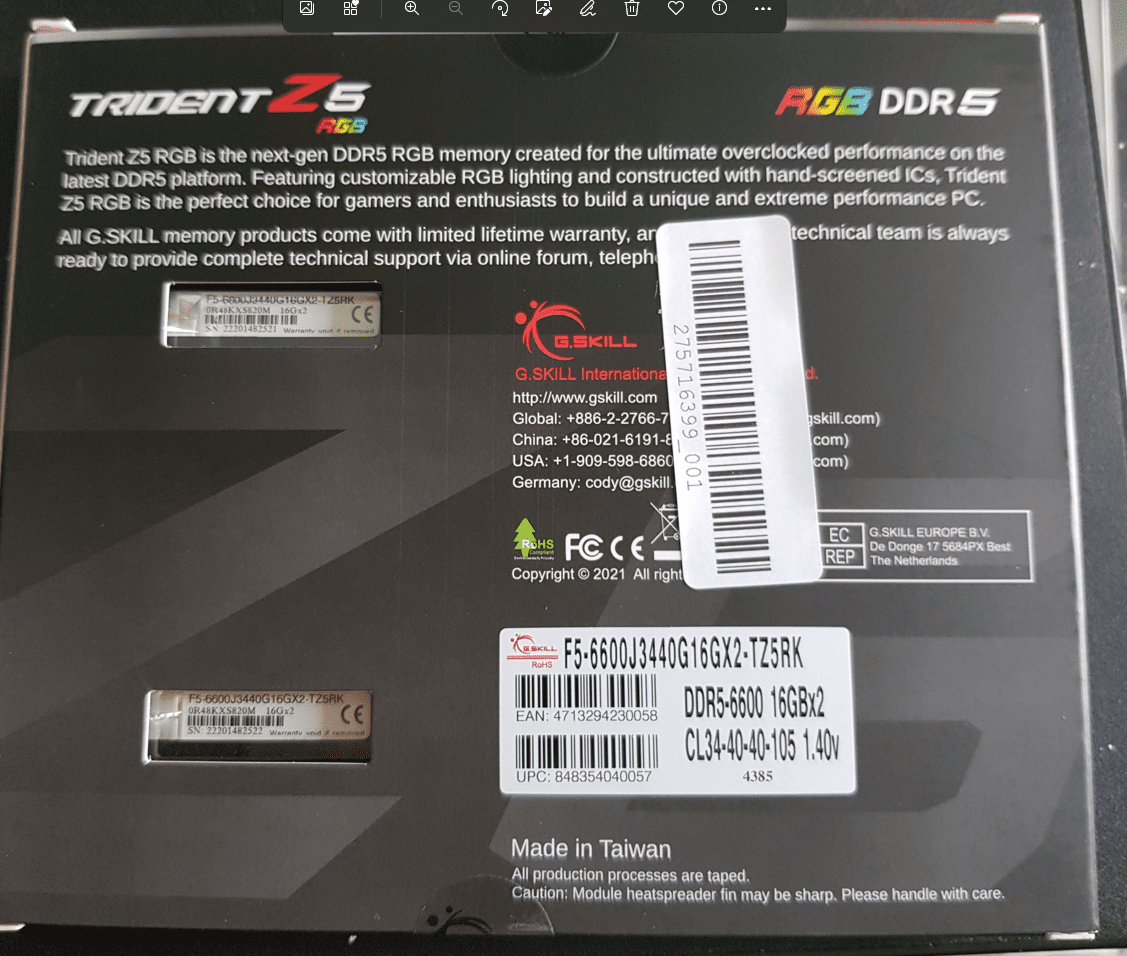 TRIDENT Z5
RGB
RGB DDR5
Trident Z5 RGB is the next-gen DDR5 RGB memory created for the ultimate overclocked performance on the
latest DDR5 platform. Featuring customizable RGB lighting and constructed with hand-screened ICs, Trident
Z5 RGB is the perfect choice for gamers and enthusiasts to build a unique and extreme performance PC.
All G.SKILL memory products come with limited lifetime warranty, technical team is always
ready to provide complete technical support via online forum,
F5-6600J3440G16GX2-TZ5RK
0R48KXS820M 16Gx2
SN: 22201482521 Warranty void if removed
CE
G.SKILL
G.SKILL
http://www.gskill.com
Global: +886-2-2766-7 gskill.com)
China: +86-021-6191-8 com)
USA: +1-909-598-6860 com)
Germany: cody@gskill.
275716399_001
RoHS
Compliant
Environmentally Friendly
FC CE
EC
REP
G.SKILL EUROPE B.V.
De Donge 17 5684PX Best
The Netherlands
Copyright © 2021 All right
G.SKILL
RoHS
F5-6600J3440G16GX2-TZ5RK
EAN: 4713294230058
DDR5-6600 16GBx2
CL34-40-40-105 1.40v
UPC: 848354040057
4385
F5-6600J3440G16GX2-TZ5RK
0R48KXS820M 16Gx2
SN: 22201482522 Warranty void if removed
CE
Made in Taiwan
All production processes are taped.
Caution: Module heatspreader fin may be sharp. Please handle with care.